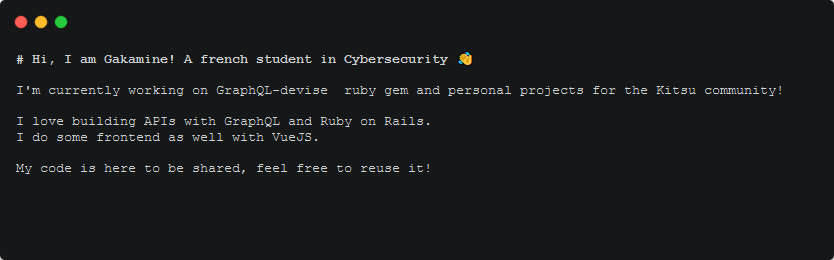 # Hi, I am Gakamine! A french student in Cybersecurity 👋
I'm currently working on GraphQL-devise  ruby gem and personal projects for the Kitsu community!
I love building APIs with GraphQL and Ruby on Rails.
I do some frontend as well with VueJS.
My code is here to be shared, feel free to reuse it!